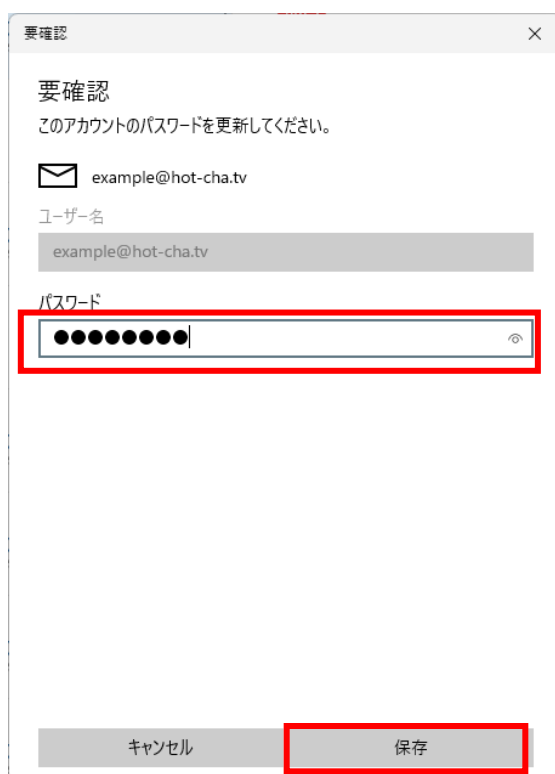 要確認
要確認
このアカウントのパスワードを更新してください。
example@hot-cha.tv
ユーザー名
example@hot-cha.tv
パスワード
●●●●●●●●
キャンセル
保存